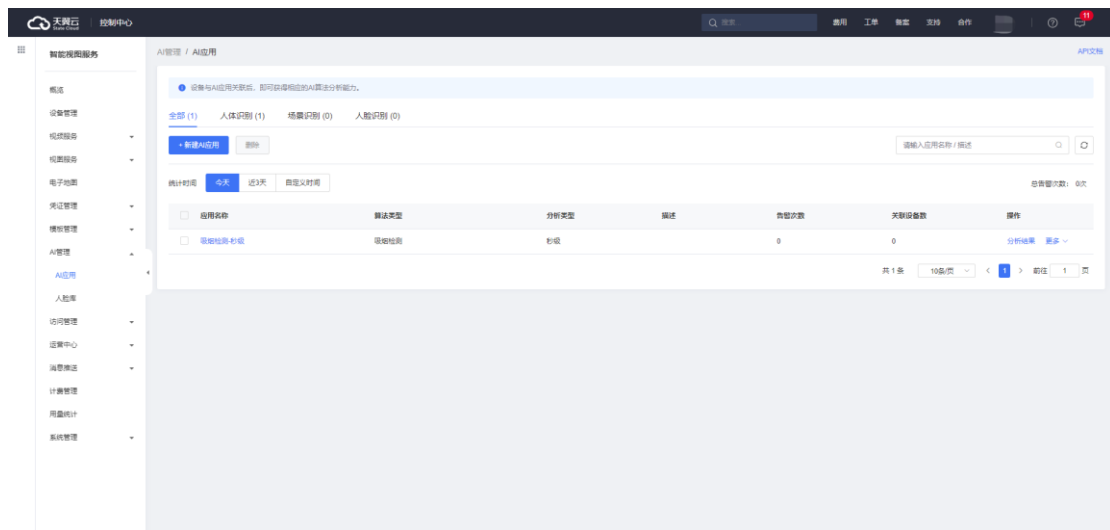 天翼云 控制中心 搜索 费用 工单 备案 支持 合作 11
State Cloud
智能视图服务
AI管理 / AI应用 API文档
设备与AI应用关联后，即可获得相应的AI算法分析能力。
概览
设备管理
视频服务
视图服务
电子地图
凭证管理
模板管理
AI管理
AI应用
人脸库
访问管理
运营中心
消息推送
计费管理
用量统计
系统管理
全部 (1) 人体识别 (1) 场景识别 (0) 人脸识别 (0)
+ 新建AI应用 删除 请输入应用名称 / 描述
统计时间 今天 近3天 自定义时间 总告警次数: 0次
应用名称 算法类型 分析类型 描述 告警次数 关联设备数 操作
吸烟检测-秒级 吸烟检测 秒级 0 0 分析结果 更多
共 1 条 10条/页 < 1 > 前往 1 页